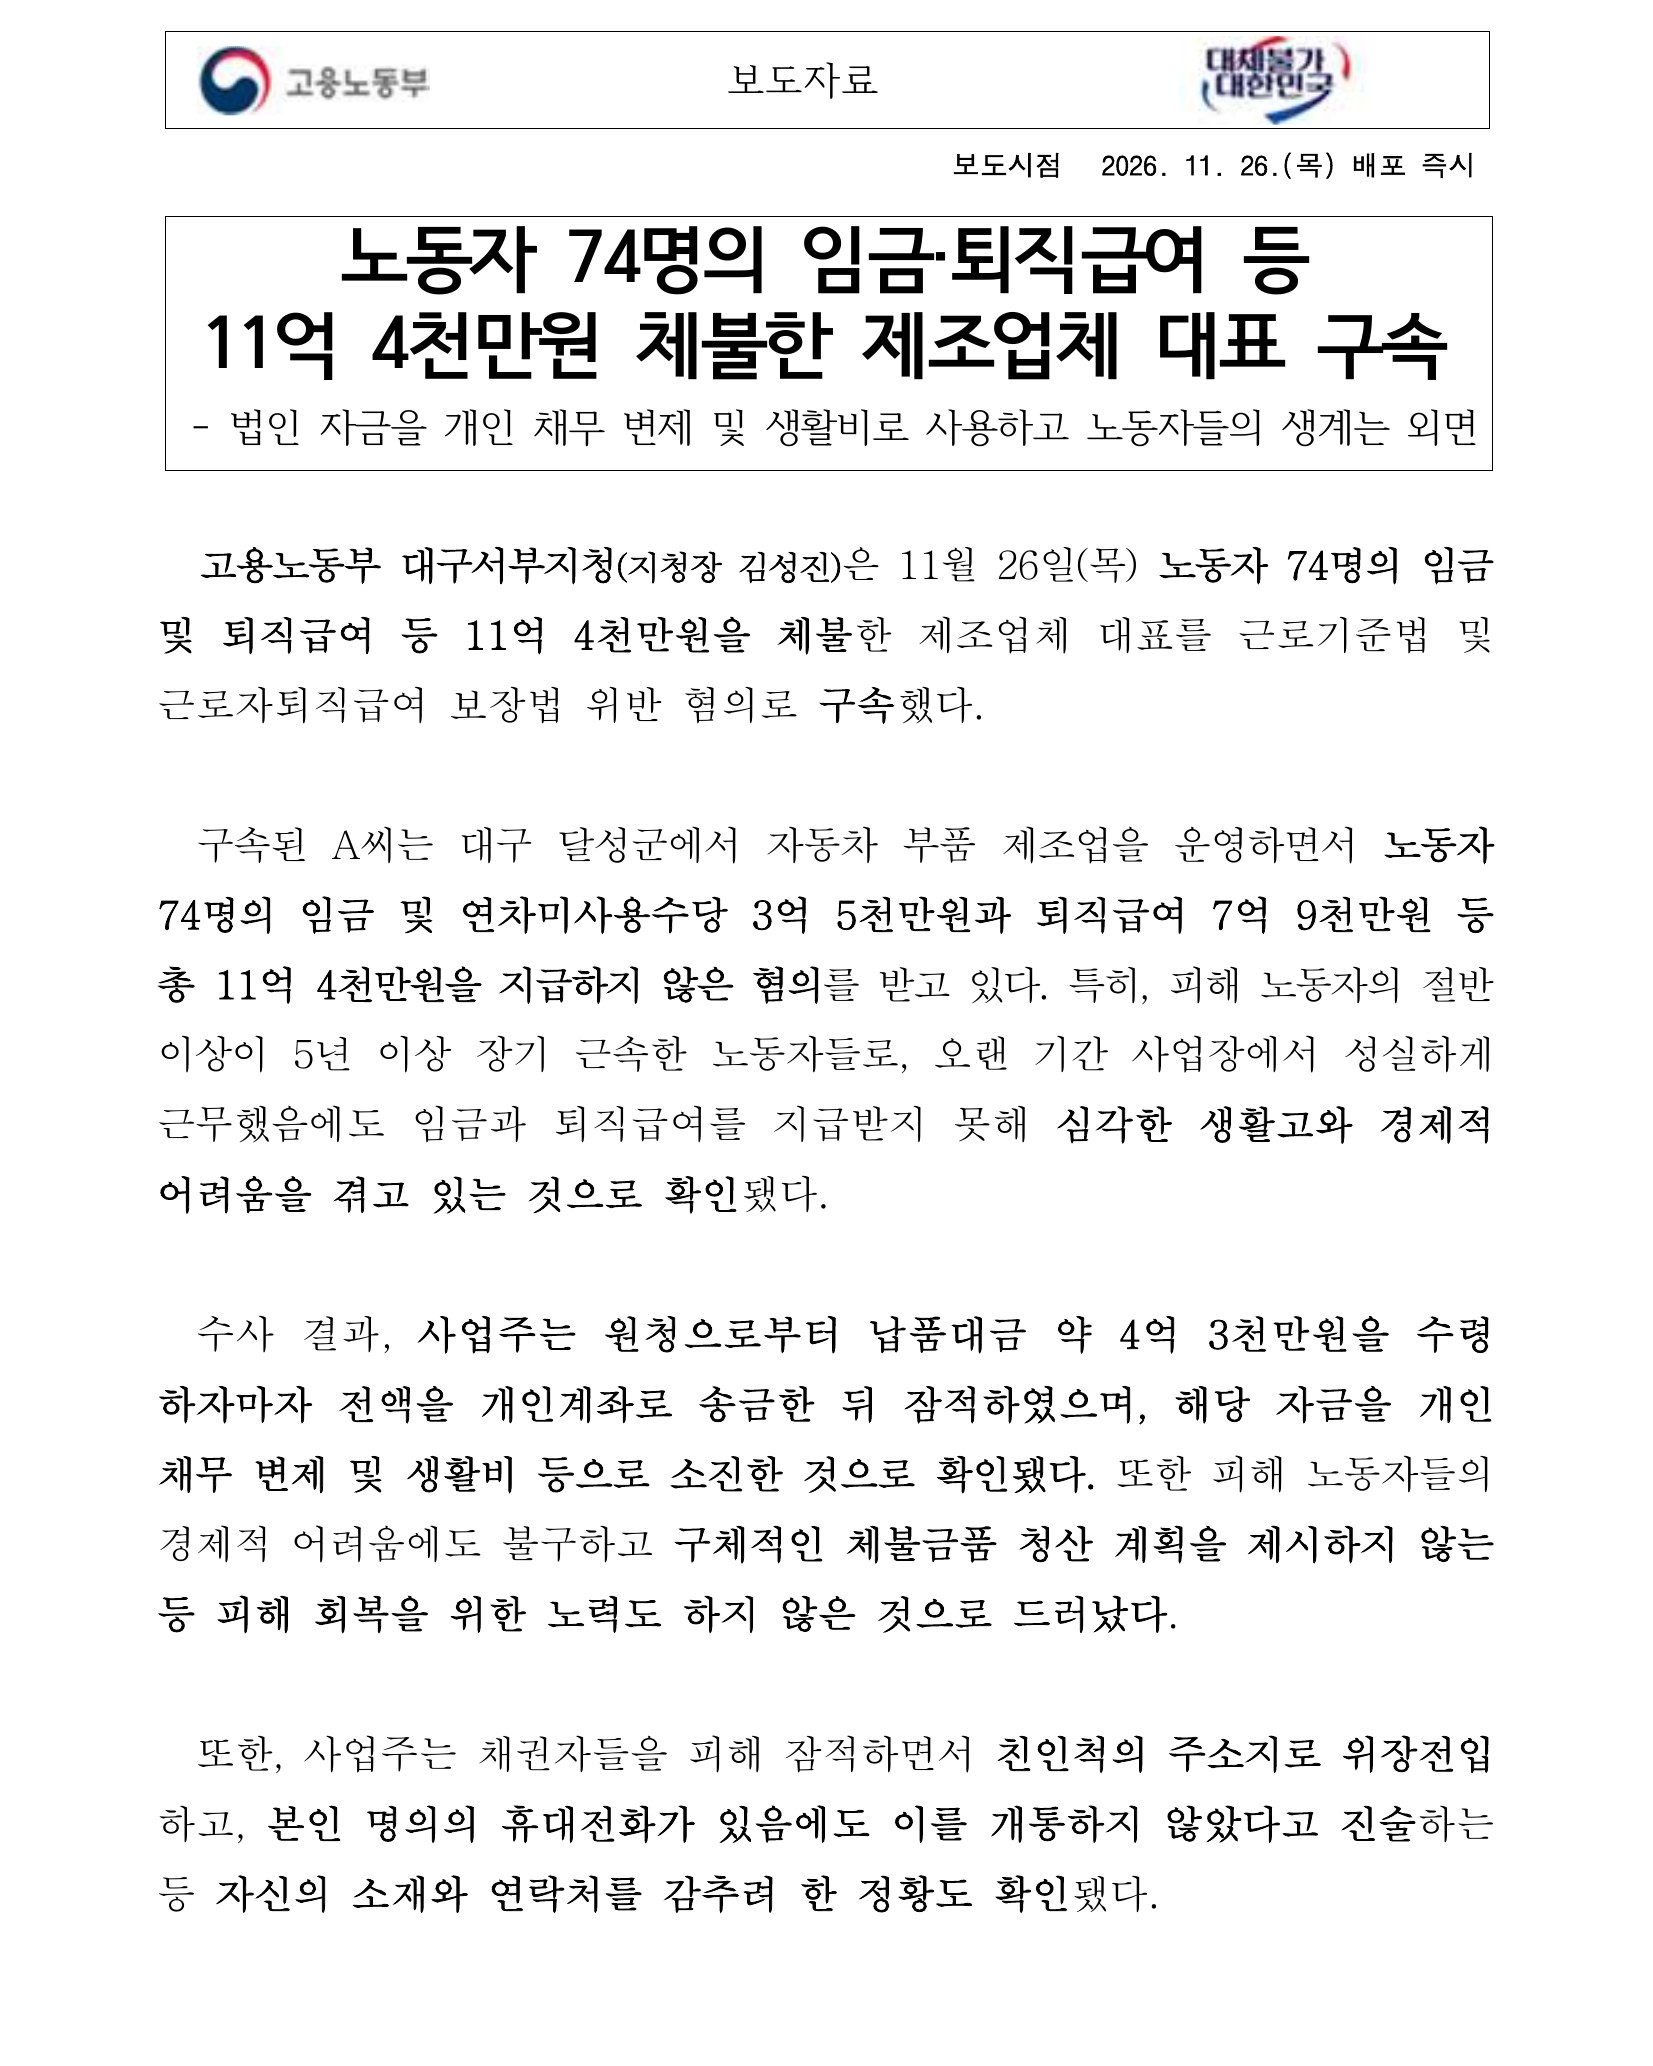 고용노동부
보도자료
대체불가
대한민국
보도시점 2026. 11. 26.(목) 배포 즉시
노동자 74명의 임금·퇴직급여 등
11억 4천만원 체불한 제조업체 대표 구속
- 법인 자금을 개인 채무 변제 및 생활비로 사용하고 노동자들의 생계는 외면
고용노동부 대구서부지청(지청장 김성진)은 11월 26일(목) 노동자 74명의 임금
및 퇴직급여 등 11억 4천만원을 체불한 제조업체 대표를 근로기준법 및
근로자퇴직급여 보장법 위반 혐의로 구속했다.
구속된 A씨는 대구 달성군에서 자동차 부품 제조업을 운영하면서 노동자
74명의 임금 및 연차미사용수당 3억 5천만원과 퇴직급여 7억 9천만원 등
총 11억 4천만원을 지급하지 않은 혐의를 받고 있다. 특히, 피해 노동자의 절반
이상이 5년 이상 장기 근속한 노동자들로, 오랜 기간 사업장에서 성실하게
근무했음에도 임금과 퇴직급여를 지급받지 못해 심각한 생활고와 경제적
어려움을 겪고 있는 것으로 확인됐다.
수사 결과, 사업주는 원청으로부터 납품대금 약 4억 3천만원을 수령
하자마자 전액을 개인계좌로 송금한 뒤 잠적하였으며, 해당 자금을 개인
채무 변제 및 생활비 등으로 소진한 것으로 확인됐다. 또한 피해 노동자들의
경제적 어려움에도 불구하고 구체적인 체불금품 청산 계획을 제시하지 않는
등 피해 회복을 위한 노력도 하지 않은 것으로 드러났다.
또한, 사업주는 채권자들을 피해 잠적하면서 친인척의 주소지로 위장전입
하고, 본인 명의의 휴대전화가 있음에도 이를 개통하지 않았다고 진술하는
등 자신의 소재와 연락처를 감추려 한 정황도 확인됐다.